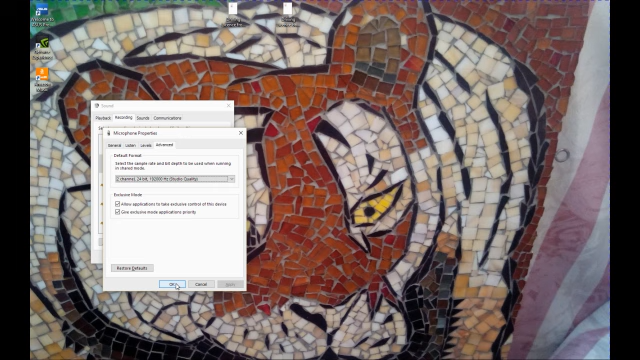 Sound
Playback
Recording
Sounds
Communications
Microphone Properties
General
Listen
Levels
Advanced
Default Format
Select the sample rate and bit depth to be used when running
in shared mode.
2 channel, 24 bit, 192000 Hz (Studio Quality)
Exclusive Mode
Allow applications to take exclusive control of this device
Give exclusive mode applications priority
Restore Defaults
OK
Cancel
Apply